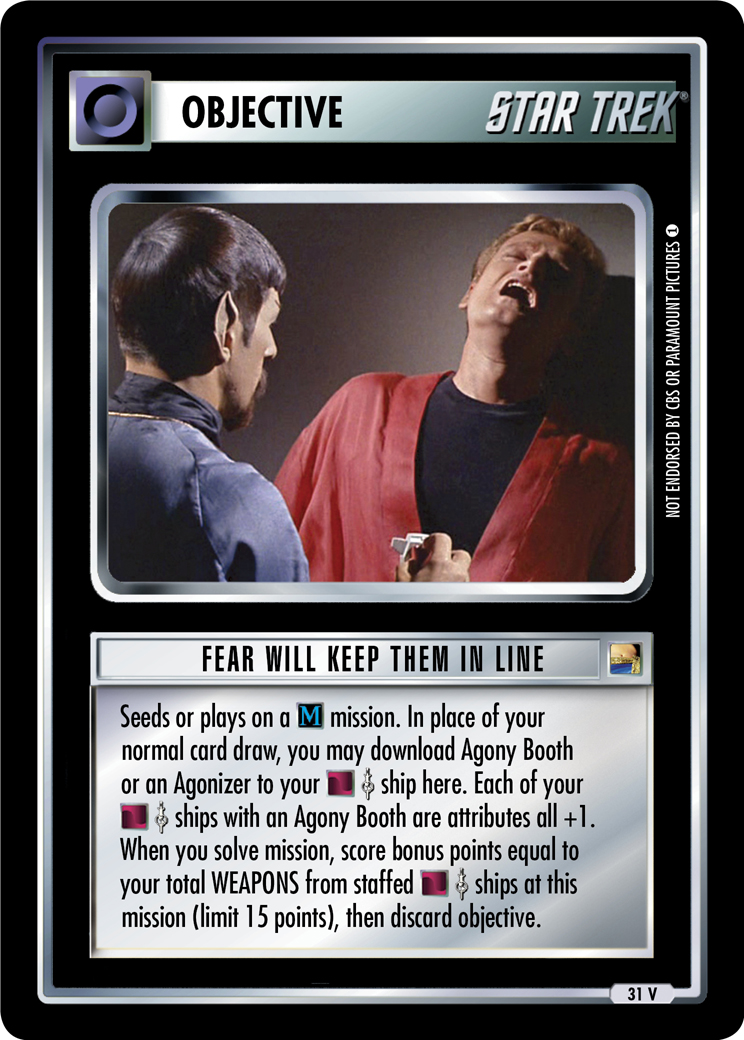 OBJECTIVE
STAR TREK®
NOT ENDORSED BY CBS OR PARAMOUNT PICTURES 1
FEAR WILL KEEP THEM IN LINE
Seeds or plays on a M mission. In place of your
normal card draw, you may download Agony Booth
or an Agonizer to your ship here. Each of your
ships with an Agony Booth are attributes all +1.
When you solve mission, score bonus points equal to
your total WEAPONS from staffed ships at this
mission (limit 15 points), then discard objective.
31 V